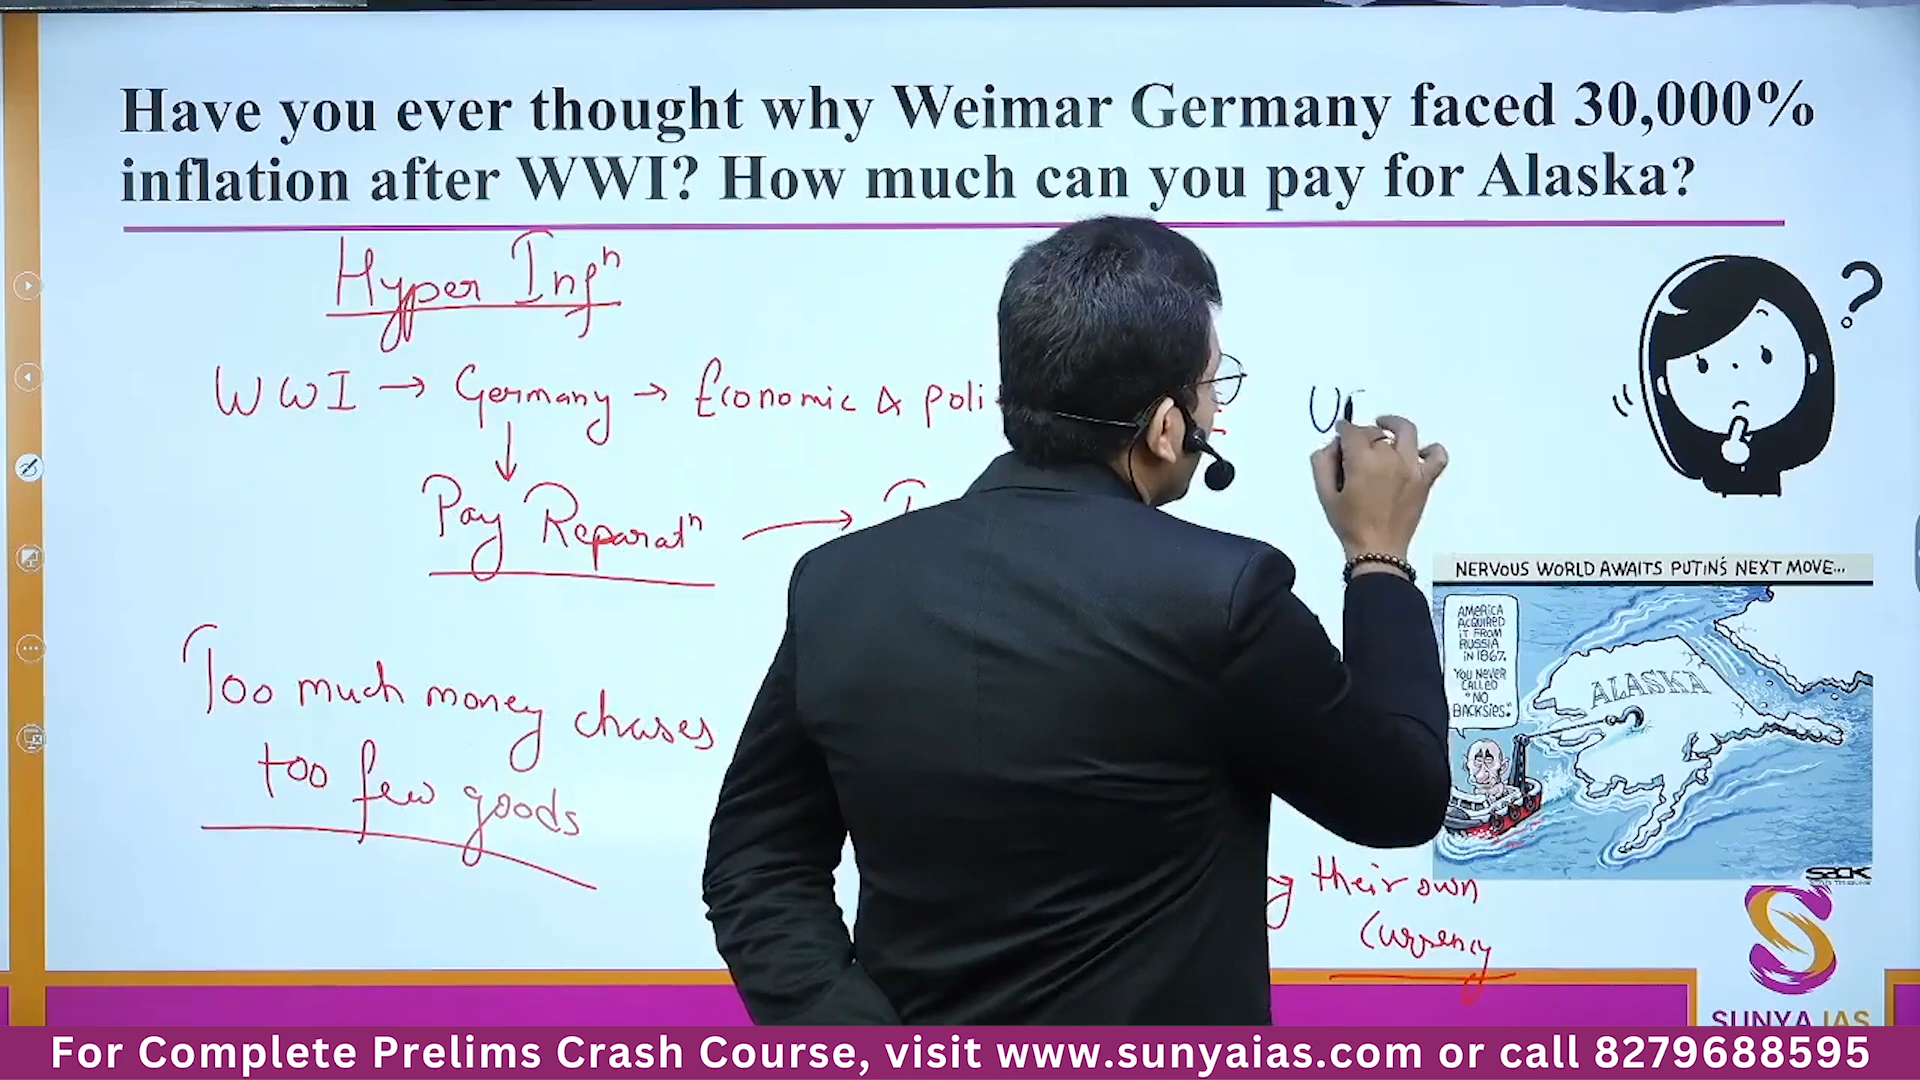 Have you ever thought why Weimar Germany faced 30,000%
inflation after WWI? How much can you pay for Alaska?
Hyper Infⁿ
WWI → Germany → Economic & poli
Pay Reparatⁿ →
Too much money chases
too few goods
their own
Currency
NERVOUS WORLD AWAITS PUTIN'S NEXT MOVE...
AMERICA
ACQUIRED
IT FROM
RUSSIA
IN 1867.
YOU NEVER
CALLED
"NO
BACKSIES."
ALASKA
SACK
SUNYA IAS
For Complete Prelims Crash Course, visit www.sunyaias.com or call 8279688595